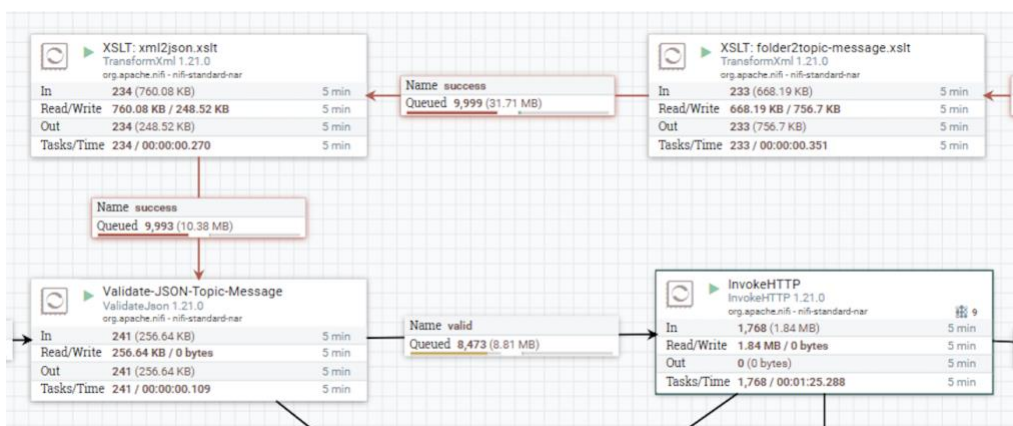 XSLT: xml2json.xslt
TransformXml 1.21.0
org.apache.nifi - nifi-standard-nar
In 234 (760.08 KB) 5 min
Read/Write 760.08 KB / 248.52 KB 5 min
Out 234 (248.52 KB) 5 min
Tasks/Time 234 / 00:00:00.270 5 min
Name success
Queued 9,999 (31.71 MB)
XSLT: folder2topic-message.xslt
TransformXml 1.21.0
org.apache.nifi - nifi-standard-nar
In 233 (668.19 KB) 5 min
Read/Write 668.19 KB / 756.7 KB 5 min
Out 233 (756.7 KB) 5 min
Tasks/Time 233 / 00:00:00.351 5 min
Name success
Queued 9,993 (10.38 MB)
Validate-JSON-Topic-Message
ValidateJson 1.21.0
org.apache.nifi - nifi-standard-nar
In 241 (256.64 KB) 5 min
Read/Write 256.64 KB / 0 bytes 5 min
Out 241 (256.64 KB) 5 min
Tasks/Time 241 / 00:00:00.109 5 min
Name valid
Queued 8,473 (8.81 MB)
InvokeHTTP
InvokeHTTP 1.21.0
org.apache.nifi - nifi-standard-nar
9
In 1,768 (1.84 MB) 5 min
Read/Write 1.84 MB / 0 bytes 5 min
Out 0 (0 bytes) 5 min
Tasks/Time 1,768 / 00:01:25.288 5 min